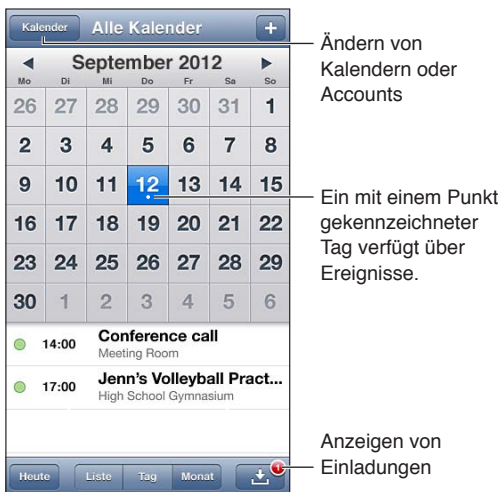 Kalender Alle Kalender +
September 2012
Mo Di Mi Do Fr Sa So
26 27 28 29 30 31 1
2 3 4 5 6 7 8
9 10 11 12 13 14 15
16 17 18 19 20 21 22
23 24 25 26 27 28 29
30 1 2 3 4 5 6
14:00 Conference call
Meeting Room
17:00 Jenn's Volleyball Pract...
High School Gymnasium
Heute Liste Tag Monat 1
Ändern von
Kalendern oder
Accounts
Ein mit einem Punkt
gekennzeichneter
Tag verfügt über
Ereignisse.
Anzeigen von
Einladungen